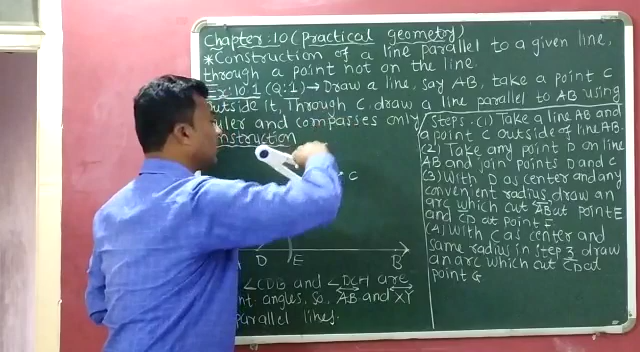 Chapter:10 (Practical geometry)
*Construction of a line parallel to a given line,
through a point not on the line
Ex:10.1 (Q:1) → Draw a line, say AB, take a point C
outside it, Through C, draw a line parallel to AB using
ruler and compasses only
construction
C
D
E
B
∠CDB and ∠DCH are
angles, so, AB and XY
parallel lines.
Steps. (1) Take a line AB and
a point C outside of line AB.
(2) Take any point D on line
AB and join points D and C
(3) With D as center and any
convenient radius, draw an
arc which cut AB at point E
and CD at point F
(4) With C as center and
same radius in step 3, draw
an arc which cut CD at
point G